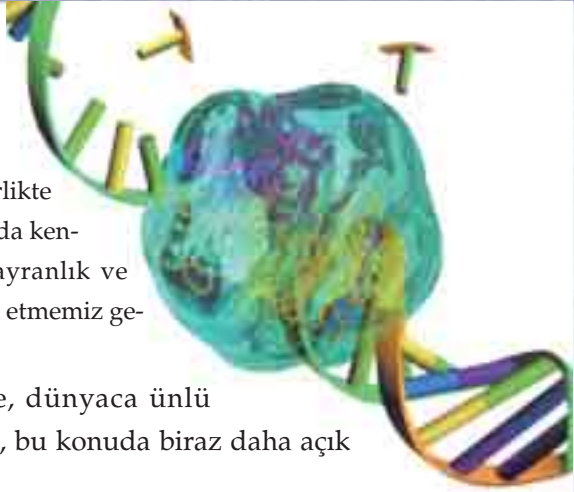 rlikte
da ken-
ayranlık ve
etmemiz ge-
e, dünyaca ünlü
, bu konuda biraz daha açık